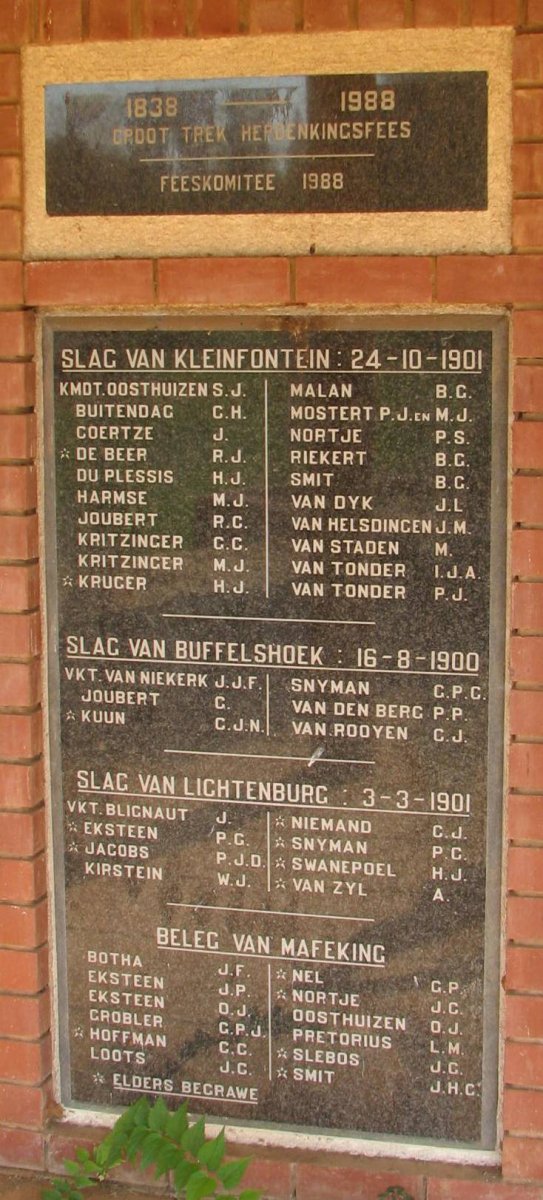 1838 — 1988
GROOT TREK HERDENKINGSFEES
FEESKOMITEE 1988
SLAG VAN KLEINFONTEIN : 24-10-1901
KMDT. OOSTHUIZEN S.J.
BUITENDAG G.H.
COERTZE J.
☆ DE BEER R.J.
DU PLESSIS H.J.
HARMSE M.J.
JOUBERT R.C.
KRITZINGER C.C.
KRITZINGER M.J.
☆ KRUGER H.J.
MALAN B.G.
MOSTERT P.J. EN M.J.
NORTJE P.S.
RIEKERT B.G.
SMIT B.G.
VAN DYK J.L
VAN HELSDINGEN J.M.
VAN STADEN M.
VAN TONDER I.J.A.
VAN TONDER P.J.
SLAG VAN BUFFELSHOEK : 16-8-1900
VKT. VAN NIEKERK J.J.F.
JOUBERT G.
☆ KUUN C.J.N.
SNYMAN G.P.C.
VAN DEN BERG P.P.
VAN ROOYEN G.J.
SLAG VAN LICHTENBURG : 3-3-1901
VKT. BLIGNAUT J.
☆ EKSTEEN P.G.
☆ JACOBS P.J.D.
KIRSTEIN W.J.
☆ NIEMAND C.J.
☆ SNYMAN P.G.
☆ SWANEPOEL H.J.
☆ VAN ZYL A.
BELEG VAN MAFEKING
BOTHA J.F.
EKSTEEN J.P.
EKSTEEN O.J.
GROBLER G.P.J.
☆ HOFFMAN C.C.
LOOTS J.C.
☆ NEL G.P.
☆ NORTJE J.C.
OOSTHUIZEN O.J.
PRETORIUS L.M.
☆ SLEBOS J.C.
☆ SMIT J.H.C.
☆ ELDERS BEGRAWE